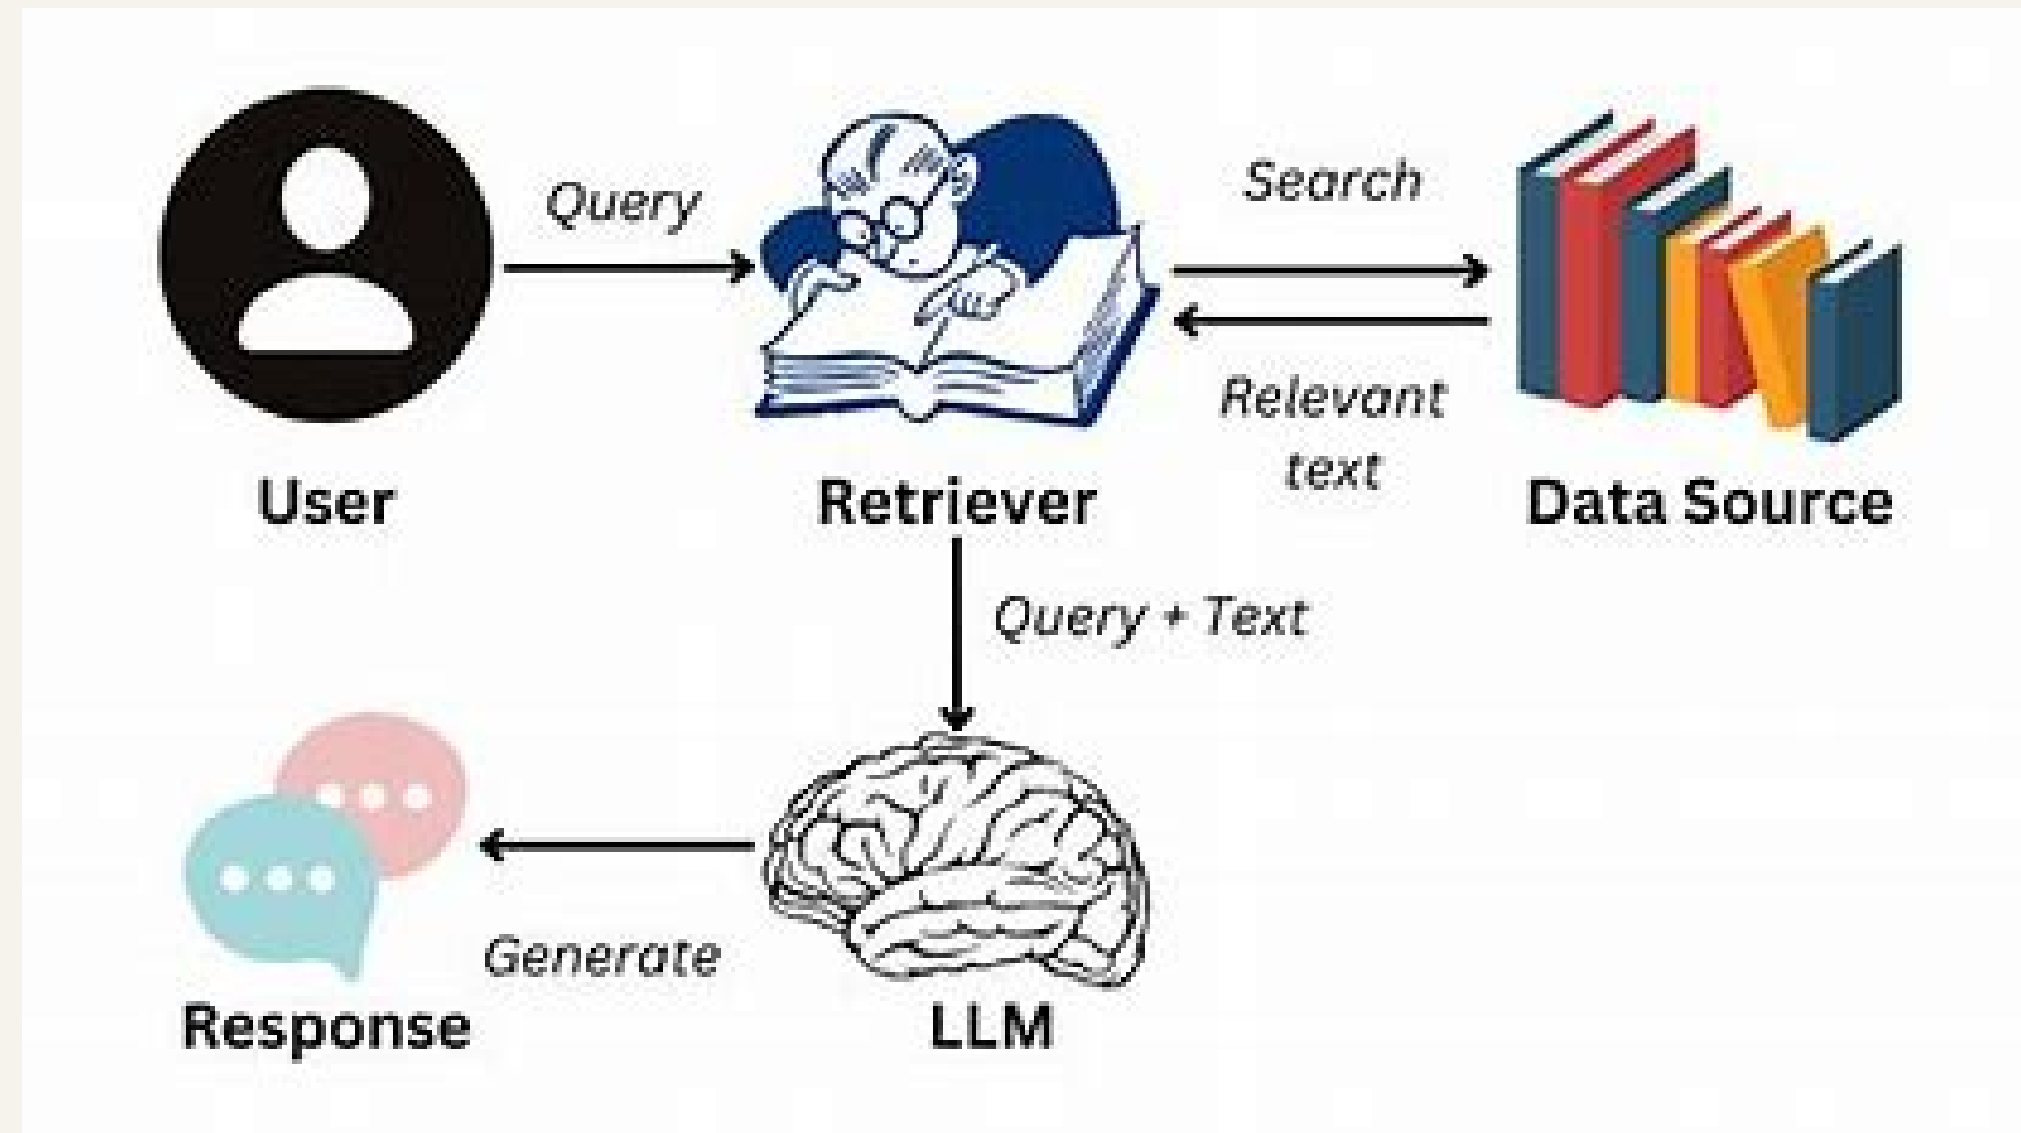 Query
Search
Relevant
text
User
Retriever
Data Source
Query + Text
Generate
Response
LLM